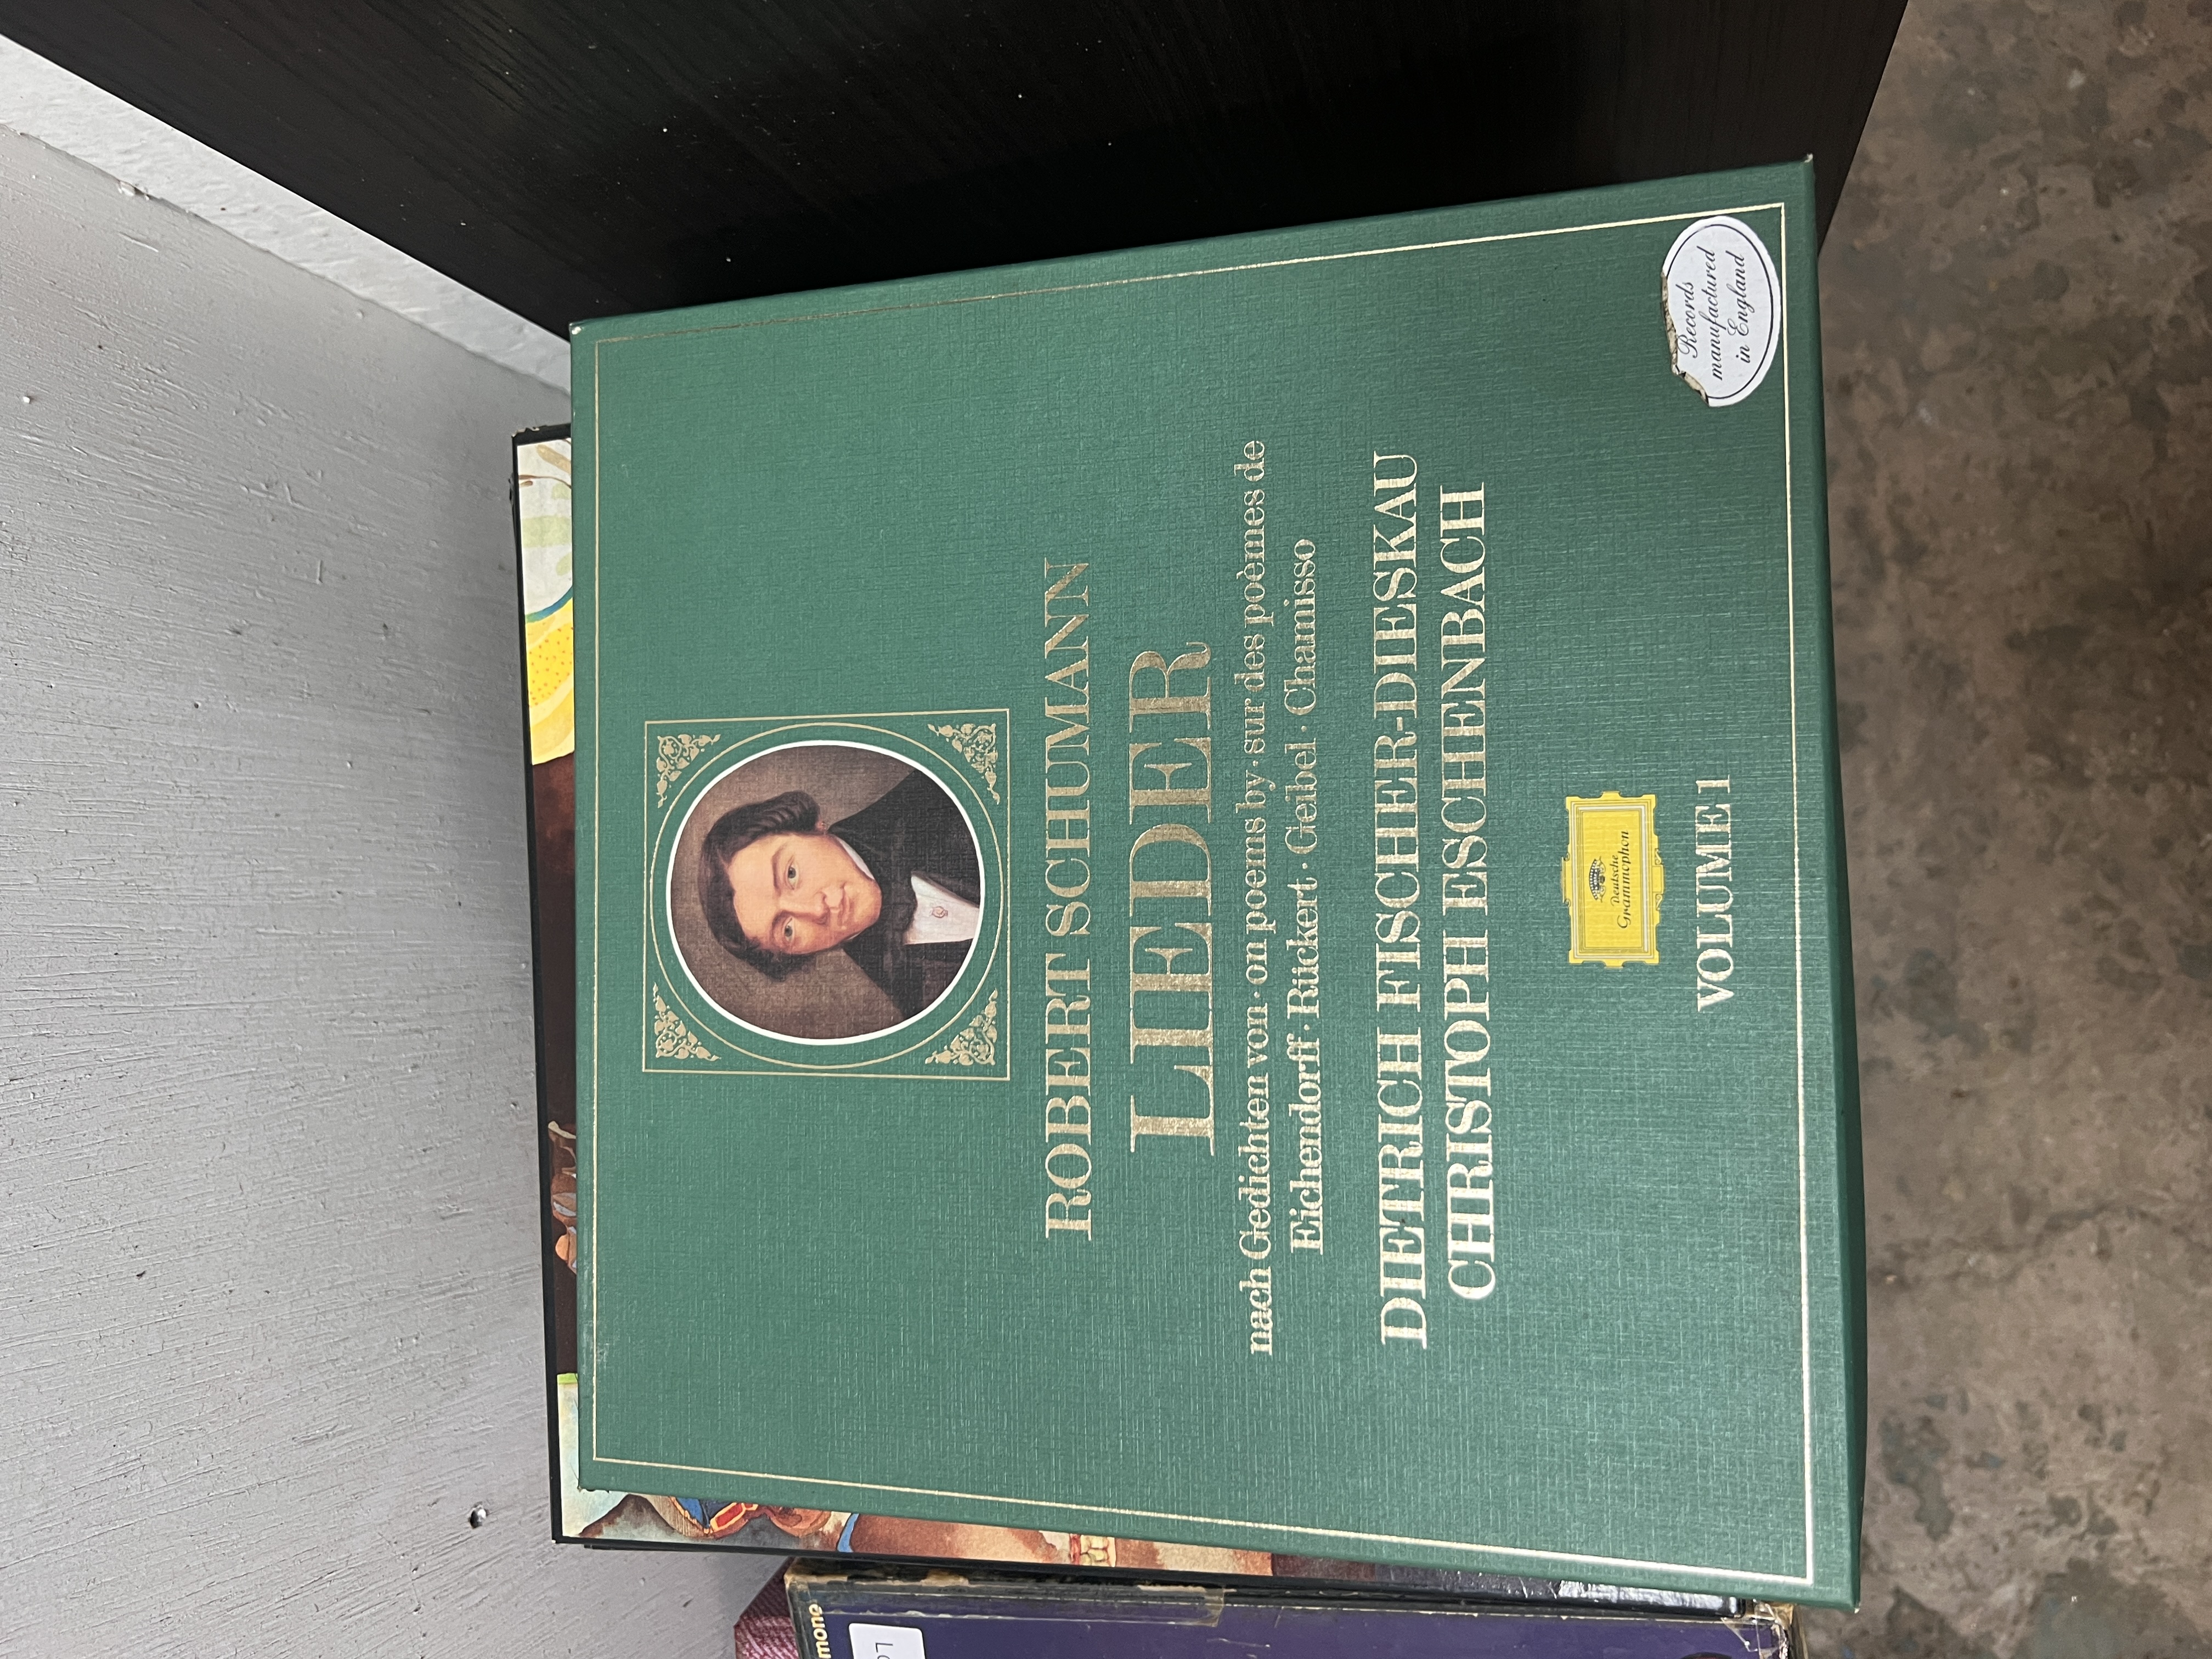 ROBERT SCHUMANN
LIEDER
nach Gedichten von · on poems by · sur des poèmes de
Eichendorff · Rückert · Geibel · Chamisso
DIETRICH FISCHER-DIESKAU
CHRISTOPH ESCHENBACH
Deutsche
Grammophon
VOLUME 1
Records
manufactured
in England
mono